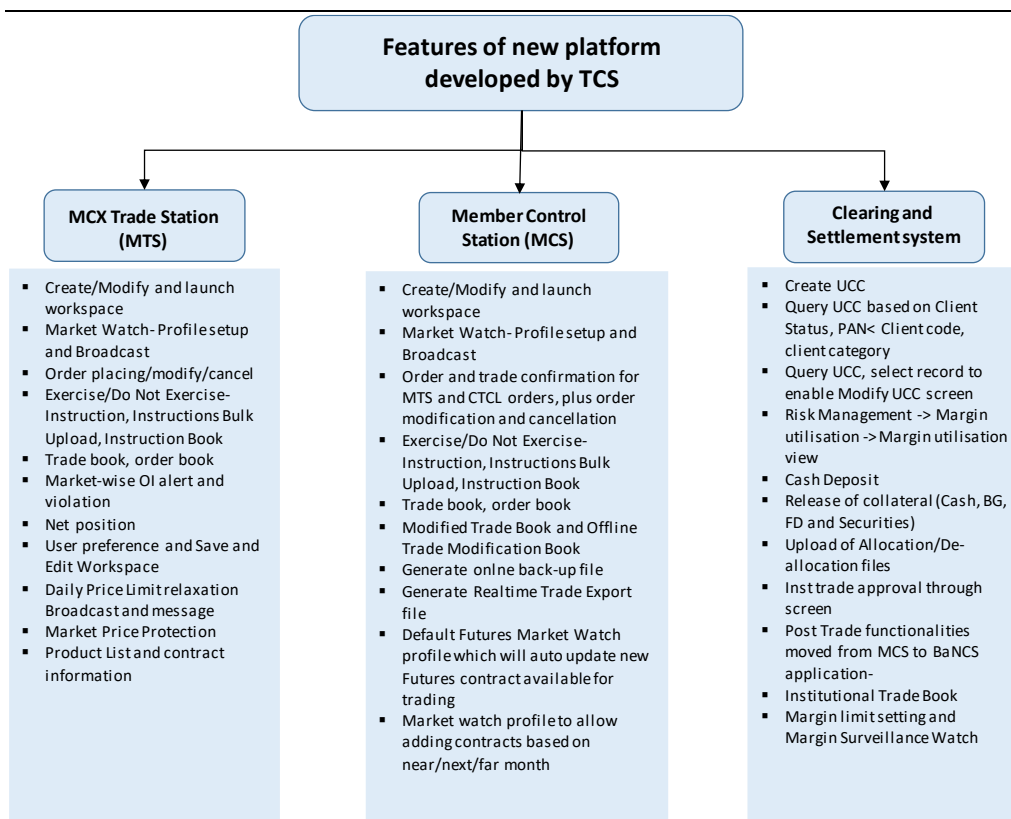 Features of new platform
developed by TCS
MCX Trade Station
(MTS)
▪ Create/Modify and launch
workspace
▪ Market Watch- Profile setup
and Broadcast
▪ Order placing/modify/cancel
▪ Exercise/Do Not Exercise-
Instruction, Instructions Bulk
Upload, Instruction Book
▪ Trade book, order book
▪ Market-wise OI alert and
violation
▪ Net position
▪ User preference and Save and
Edit Workspace
▪ Daily Price Limit relaxation
Broadcast and message
▪ Market Price Protection
▪ Product List and contract
information
Member Control
Station (MCS)
▪ Create/Modify and launch
workspace
▪ Market Watch- Profile setup and
Broadcast
▪ Order and trade confirmation for
MTS and CTCL orders, plus order
modification and cancellation
▪ Exercise/Do Not Exercise-
Instruction, Instructions Bulk
Upload, Instruction Book
▪ Trade book, order book
▪ Modified Trade Book and Offline
Trade Modification Book
▪ Generate onlne back-up file
▪ Generate Realtime Trade Export
file
▪ Default Futures Market Watch
profile which will auto update new
Futures contract available for
trading
▪ Market watch profile to allow
adding contracts based on
near/next/far month
Clearing and
Settlement system
▪ Create UCC
▪ Query UCC based on Client
Status, PAN< Client code,
client category
▪ Query UCC, select record to
enable Modify UCC screen
▪ Risk Management -> Margin
utilisation -> Margin utilisation
view
▪ Cash Deposit
▪ Release of collateral (Cash, BG,
FD and Securities)
▪ Upload of Allocation/De-
allocation files
▪ Inst trade approval through
screen
▪ Post Trade functionalities
moved from MCS to BaNCS
application-
▪ Institutional Trade Book
▪ Margin limit setting and
Margin Surveillance Watch